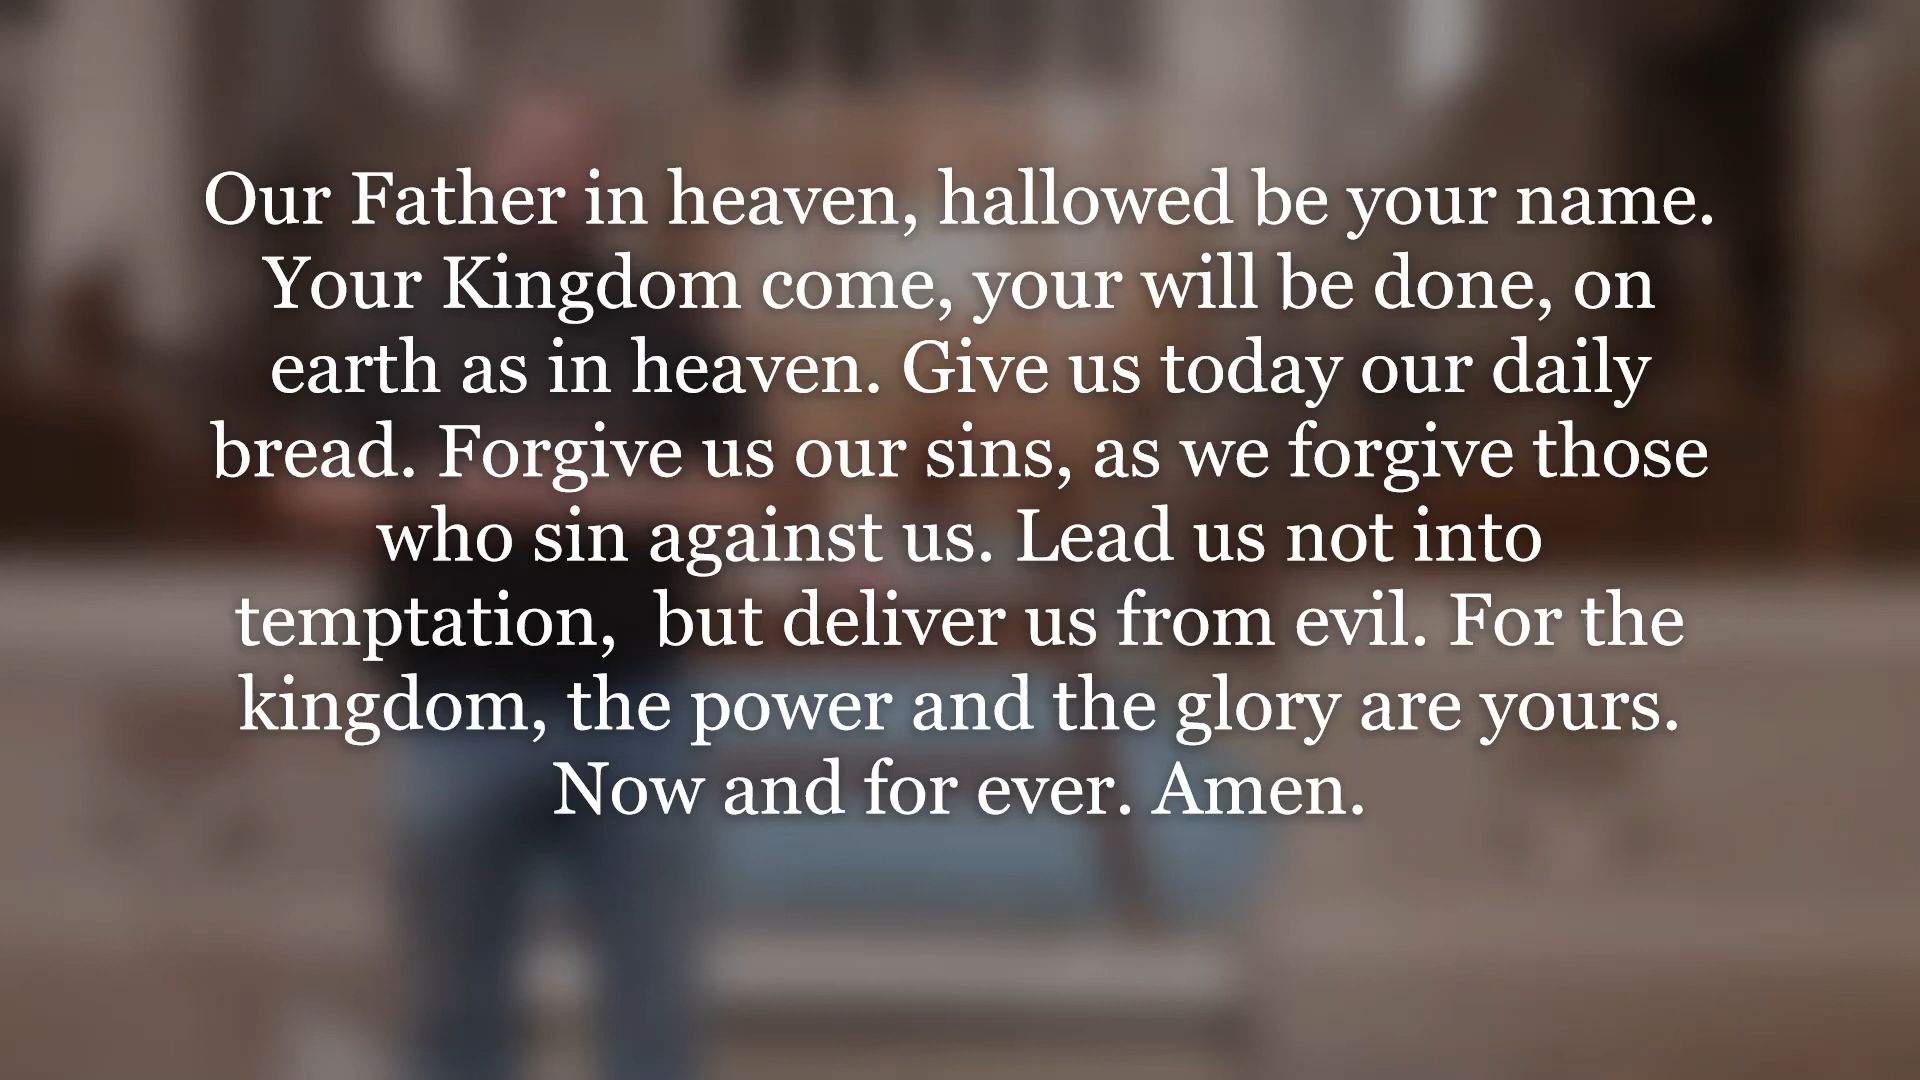 Our Father in heaven, hallowed be your name.
Your Kingdom come, your will be done, on
earth as in heaven. Give us today our daily
bread. Forgive us our sins, as we forgive those
who sin against us. Lead us not into
temptation,  but deliver us from evil. For the
kingdom, the power and the glory are yours.
Now and for ever. Amen.